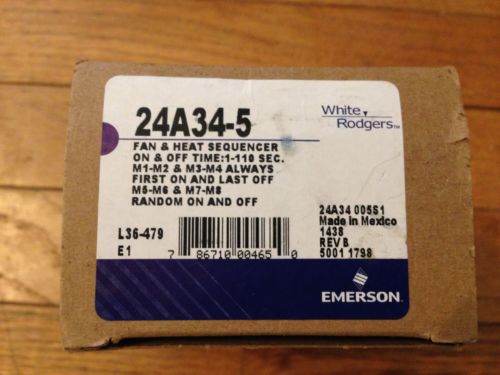 24A34-5
White
Rodgers™
FAN & HEAT SEQUENCER
ON & OFF TIME:1-110 SEC.
M1-M2 & M3-M4 ALWAYS
FIRST ON AND LAST OFF
M5-M6 & M7-M8
RANDOM ON AND OFF
L36-479
E1
7 86710 00465 0
24A34 005S1
Made in Mexico
1438
REV B
5001 1798
EMERSON